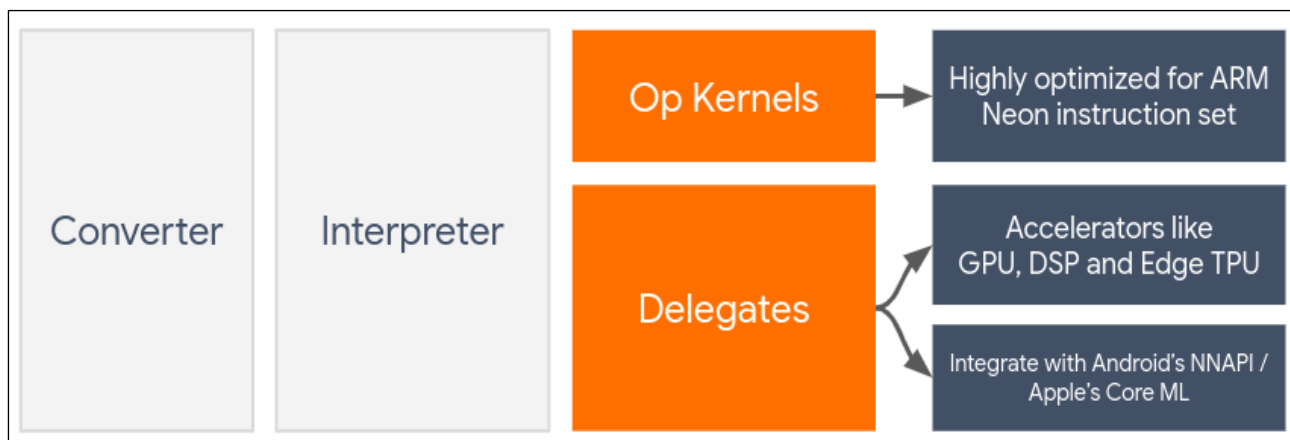 Converter
Interpreter
Op Kernels
Highly optimized for ARM
Neon instruction set
Delegates
Accelerators like
GPU, DSP and Edge TPU
Integrate with Android's NNAPI /
Apple's Core ML